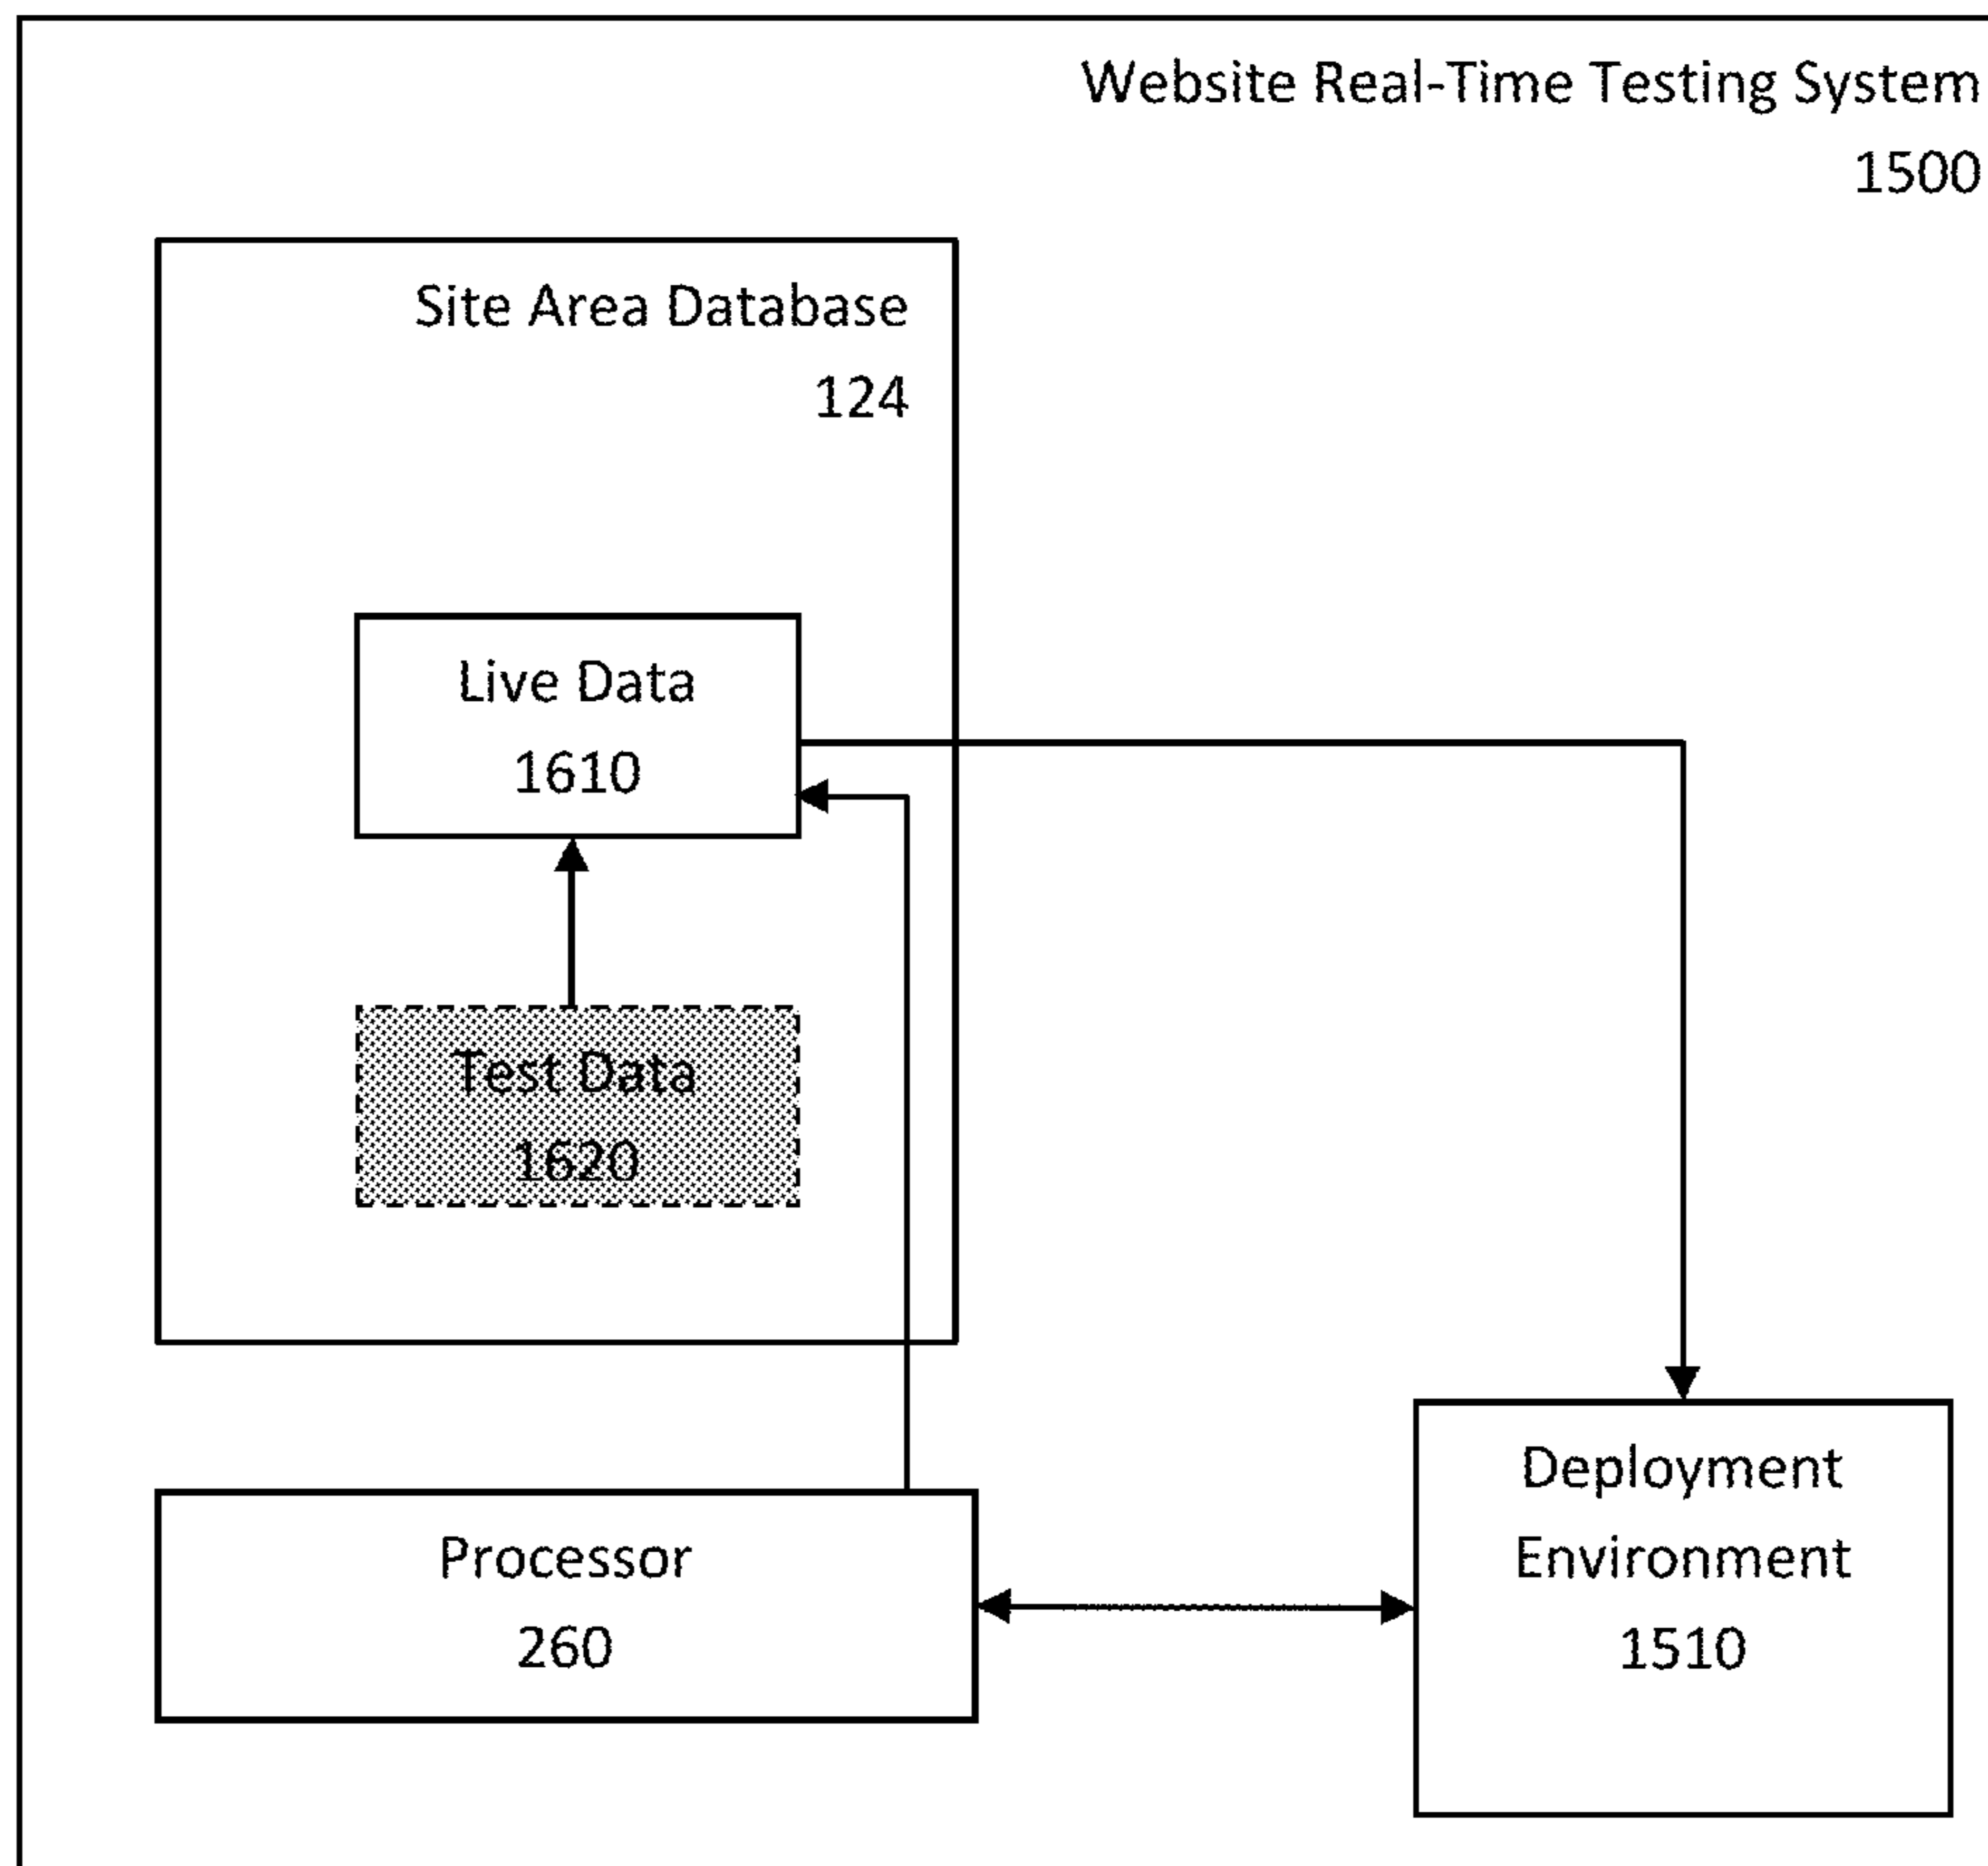 Website Real-Time Testing System
1500
Site Area Database
124
Live Data
1610
Test Data
1620
Processor
260
Deployment
Environment
1510